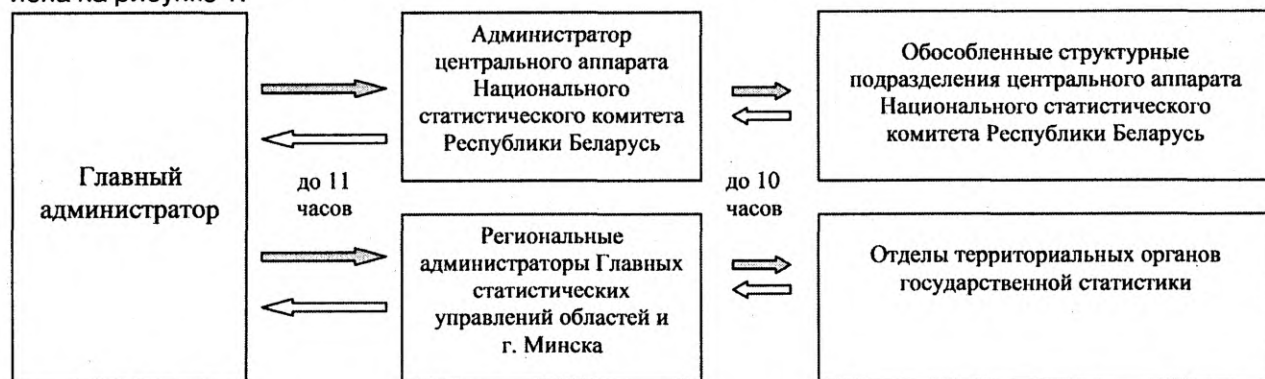 Главный
администратор
Администратор
центрального аппарата
Национального
статистического комитета
Республики Беларусь
Обособленные структурные
подразделения центрального аппарата
Национального статистического
комитета Республики Беларусь
до 11
часов
до 10
часов
Региональные
администраторы Главных
статистических
управлений областей и
г. Минска
Отделы территориальных органов
государственной статистики